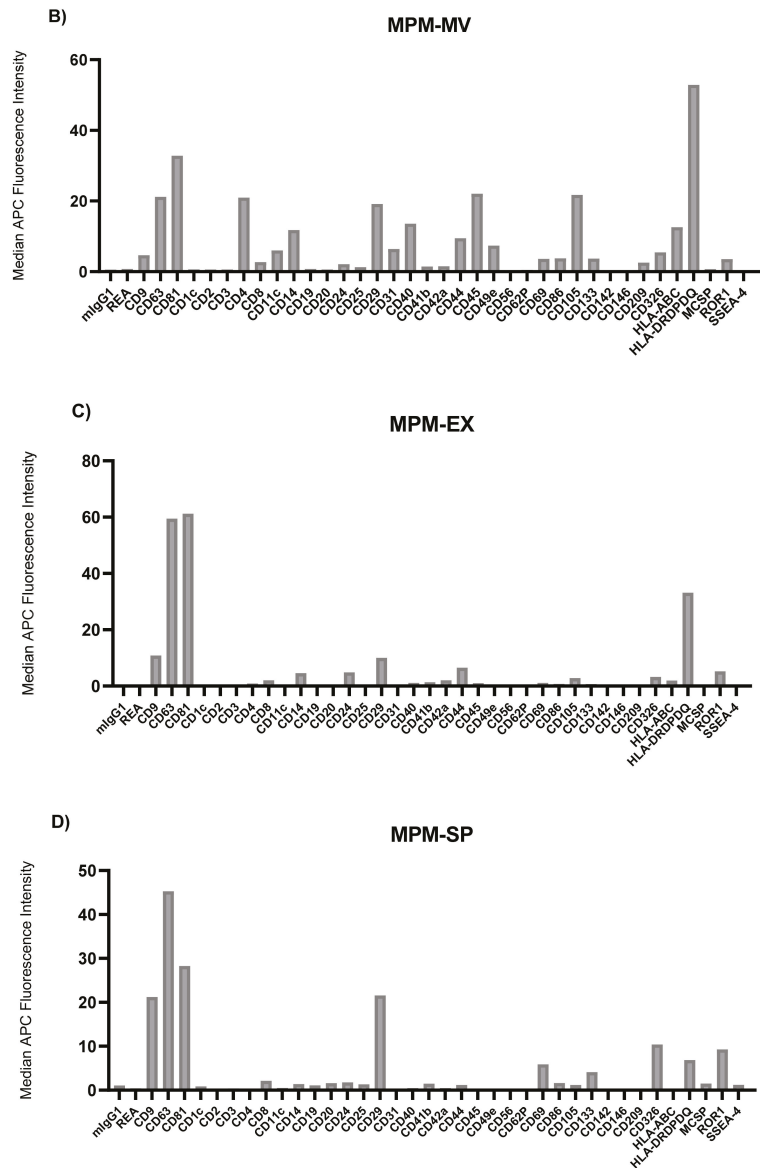 B)
MPM-MV
Median APC Fluorescence Intensity
60
40
20
0
mIgG1
REA
CD9
CD63
CD81
CD1c
CD2
CD3
CD4
CD8
CD11c
CD14
CD19
CD20
CD24
CD25
CD29
CD31
CD40
CD41b
CD42a
CD44
CD45
CD49e
CD56
CD62P
CD69
CD86
CD105
CD133
CD142
CD146
CD209
CD326
HLA-ABC
HLA-DRDPDQ
MCSP
ROR1
SSEA-4
C)
MPM-EX
Median APC Fluorescence Intensity
80
60
40
20
0
mIgG1
REA
CD9
CD63
CD81
CD1c
CD2
CD3
CD4
CD8
CD11c
CD14
CD19
CD20
CD24
CD25
CD29
CD31
CD40
CD41b
CD42a
CD44
CD45
CD49e
CD56
CD62P
CD69
CD86
CD105
CD133
CD142
CD146
CD209
CD326
HLA-ABC
HLA-DRDPDQ
MCSP
ROR1
SSEA-4
D)
MPM-SP
Median APC Fluorescence Intensity
50
40
30
20
10
0
mIgG1
REA
CD9
CD63
CD81
CD1c
CD2
CD3
CD4
CD8
CD11c
CD14
CD19
CD20
CD24
CD25
CD29
CD31
CD40
CD41b
CD42a
CD44
CD45
CD49e
CD56
CD62P
CD69
CD86
CD105
CD133
CD142
CD146
CD209
CD326
HLA-ABC
HLA-DRDPDQ
MCSP
ROR1
SSEA-4